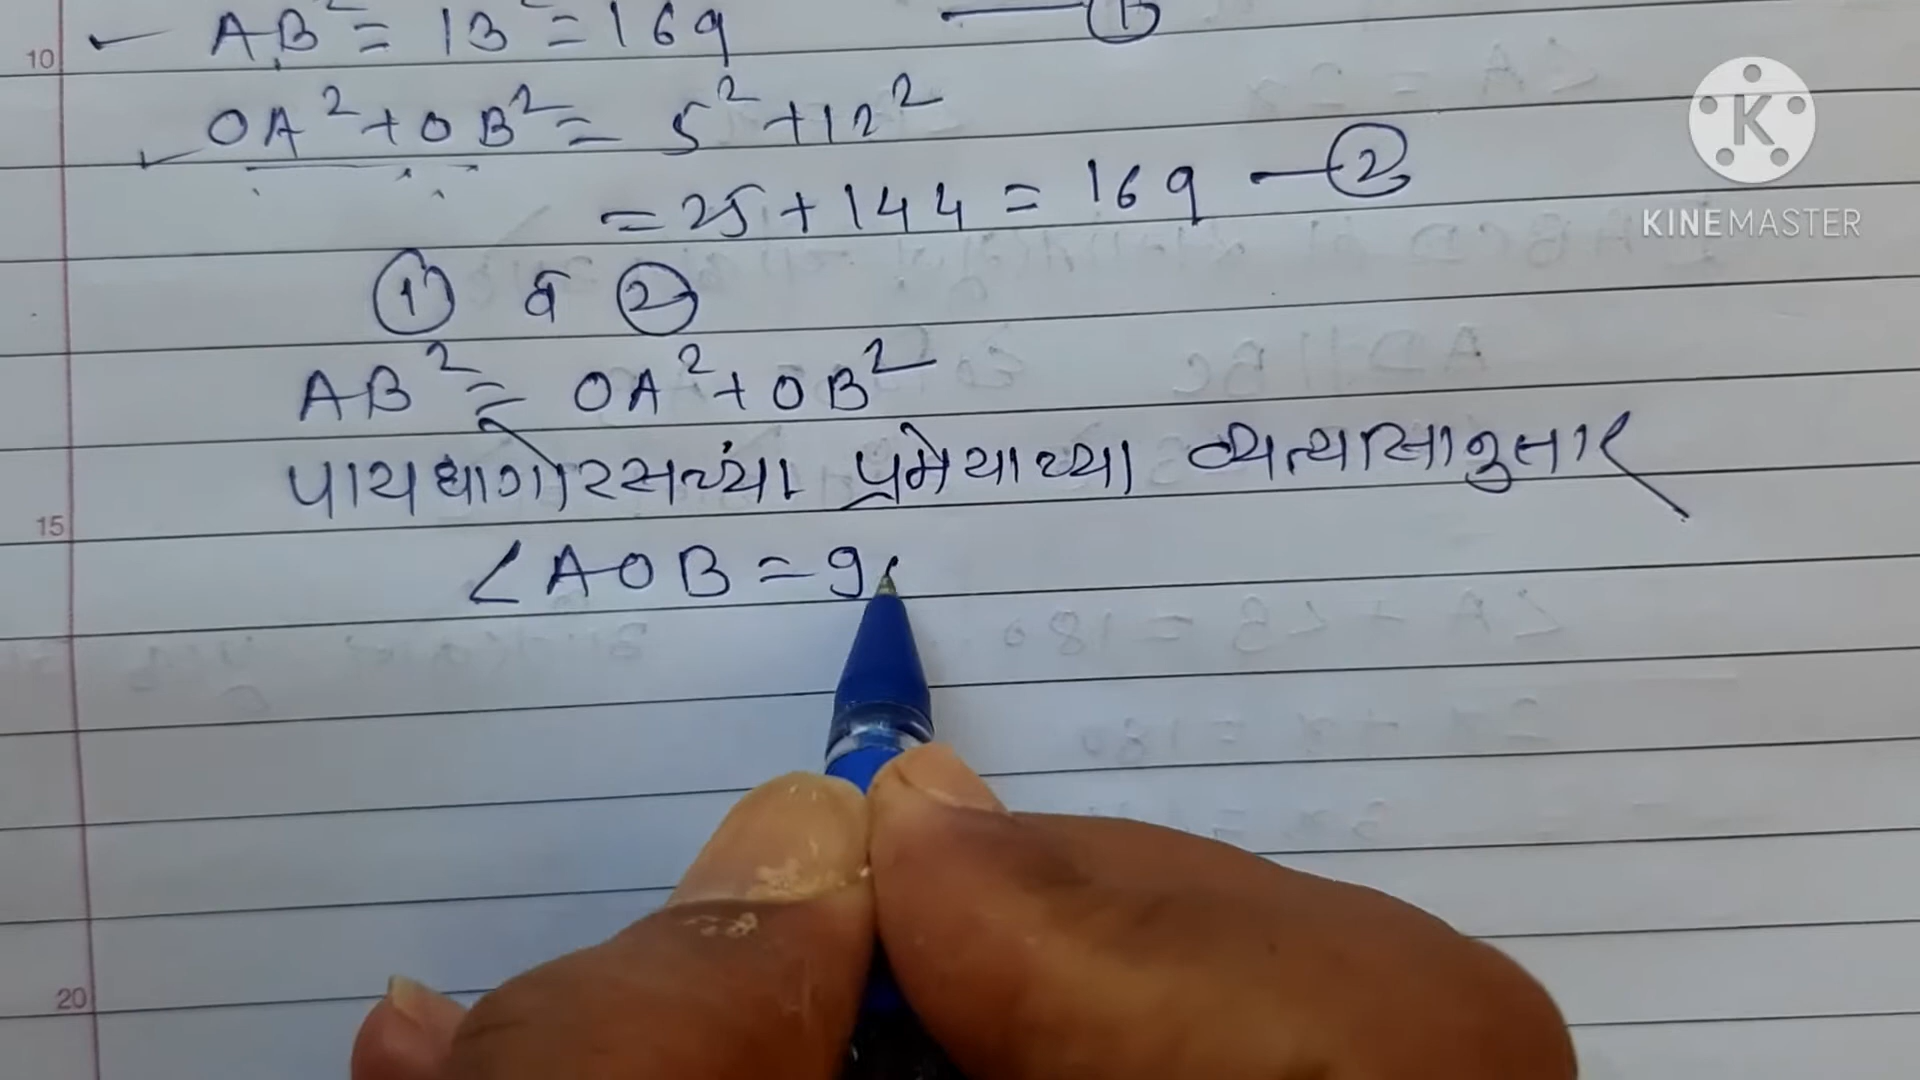 10
AB² = 13² = 169 —①
OA² + OB² = 5² + 12²
= 25 + 144 = 169 —②
① व ②
AB² = OA² + OB²
पायथागोरसच्यां प्रमेयाच्या व्यत्यासानुसार
15
∠AOB = 9
20
K
KINEMASTER